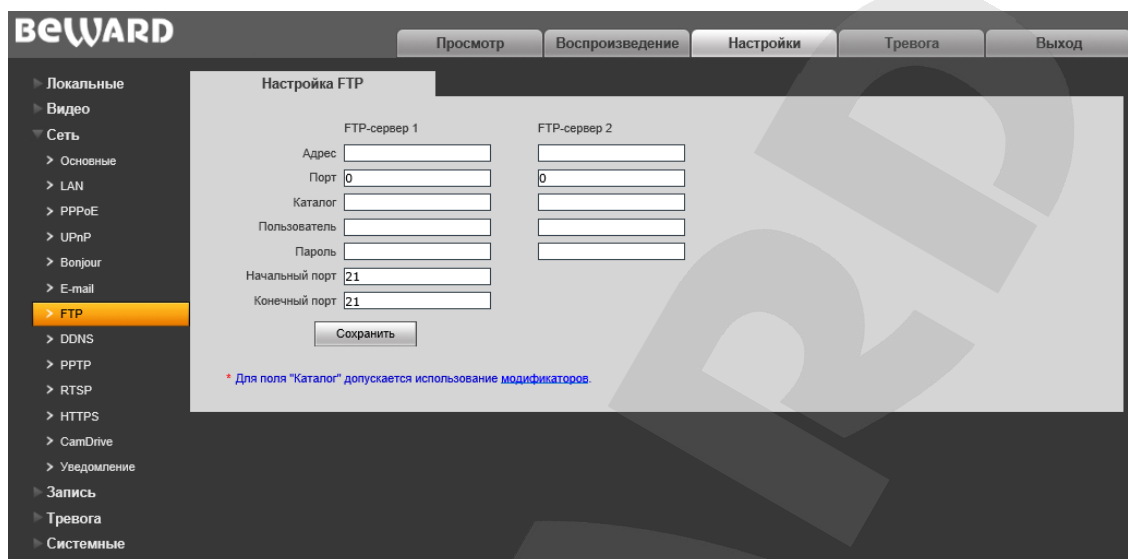 BEWARD
Просмотр Воспроизведение Настройки Тревога Выход
Локальные
Видео
Сеть
Основные
LAN
PPPoE
UPnP
Bonjour
E-mail
FTP
DDNS
PPTP
RTSP
HTTPS
CamDrive
Уведомление
Запись
Тревога
Системные
Настройка FTP
FTP-сервер 1 FTP-сервер 2
Адрес
Порт 0 0
Каталог
Пользователь
Пароль
Начальный порт 21
Конечный порт 21
Сохранить
* Для поля "Каталог" допускается использование модификаторов.